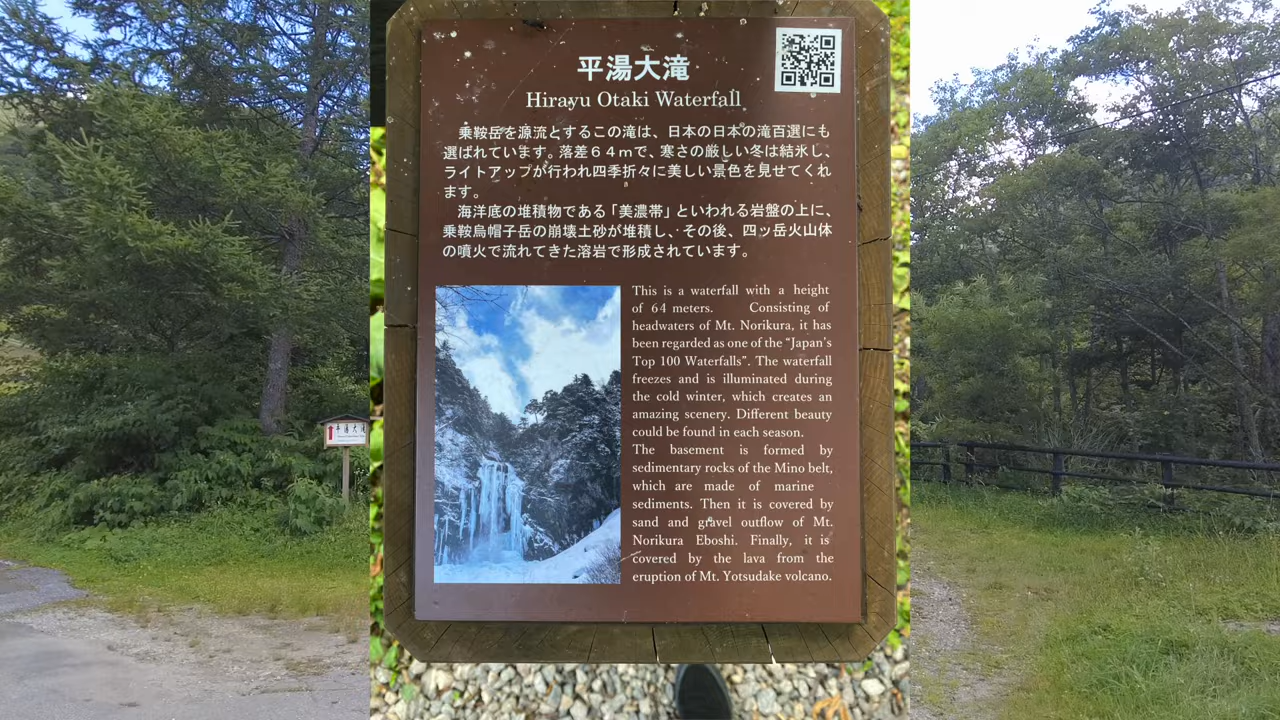 平湯大滝
Hirayu Otaki Waterfall
乗鞍岳を源流とするこの滝は、日本の日本の滝百選にも
選ばれています。落差64mで、寒さの厳しい冬は結氷し、
ライトアップが行われ四季折々に美しい景色を見せてくれ
ます。
海洋底の堆積物である「美濃帯」といわれる岩盤の上に、
乗鞍烏帽子岳の崩壊土砂が堆積し、その後、四ッ岳火山体
の噴火で流れてきた溶岩で形成されています。
This is a waterfall with a height
of 64 meters. Consisting of
headwaters of Mt. Norikura, it has
been regarded as one of the “Japan’s
Top 100 Waterfalls”. The waterfall
freezes and is illuminated during
the cold winter, which creates an
amazing scenery. Different beauty
could be found in each season.
The basement is formed by
sedimentary rocks of the Mino belt,
which are made of marine
sediments. Then it is covered by
sand and gravel outflow of Mt.
Norikura Eboshi. Finally, it is
covered by the lava from the
eruption of Mt. Yotsudake volcano.
平湯大滝